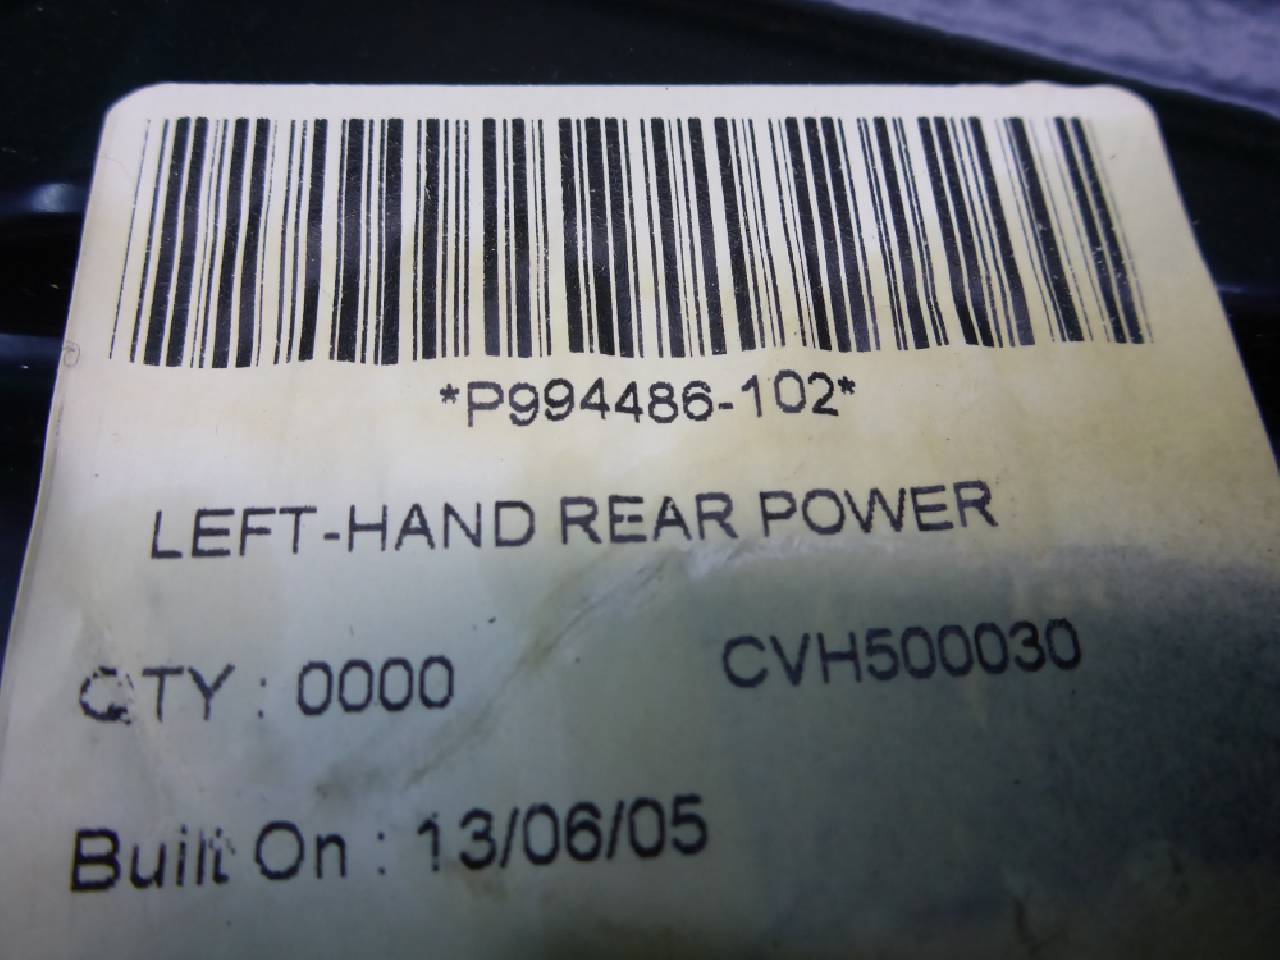 *P994486-102*
LEFT-HAND REAR POWER
QTY : 0000 CVH500030
Built On : 13/06/05